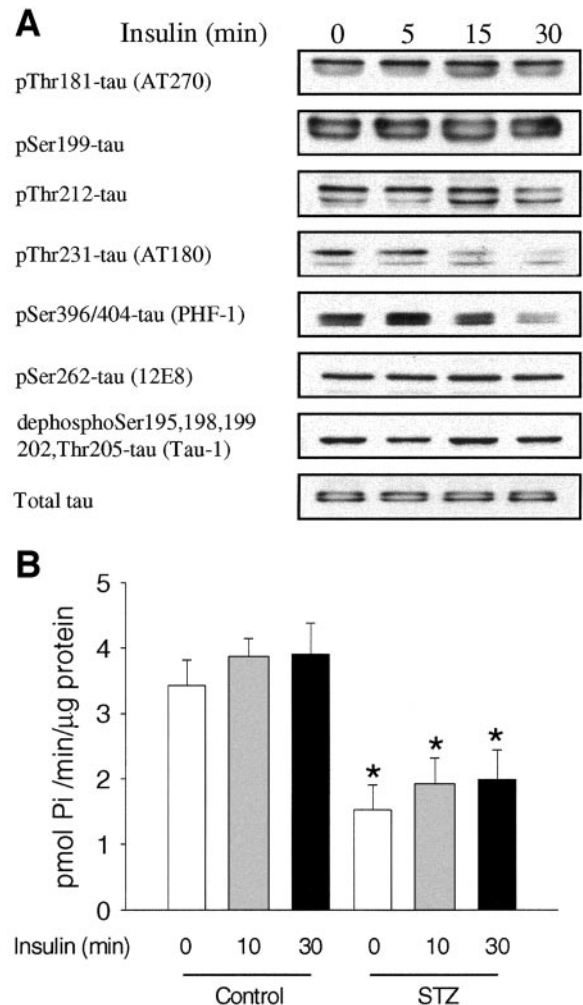 A
Insulin (min) 0 5 15 30
pThr181-tau (AT270)
pSer199-tau
pThr212-tau
pThr231-tau (AT180)
pSer396/404-tau (PHF-1)
pSer262-tau (12E8)
dephosphoSer195,198,199
202,Thr205-tau (Tau-1)
Total tau
B
pmol Pi /min/µg protein
5
4
3
2
1
0
* * *
Insulin (min) 0 10 30 0 10 30
Control STZ